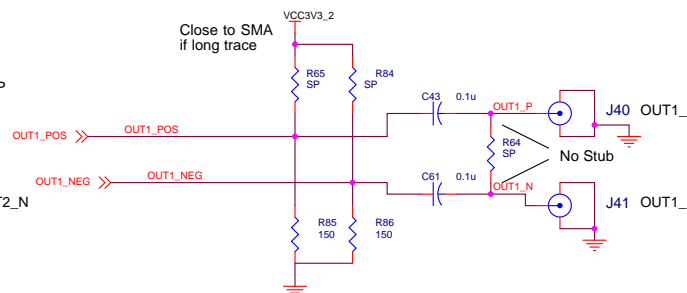 VCC3V3_2
Close to SMA
if long trace
R65
SP
R84
SP
C43 0.1u
OUT1_P
J40 OUT1_
OUT1_POS OUT1_POS
R64
SP
No Stub
C61 0.1u
OUT1_NEG OUT1_NEG
OUT1_N
T2_N
J41 OUT1_
R85
150
R86
150